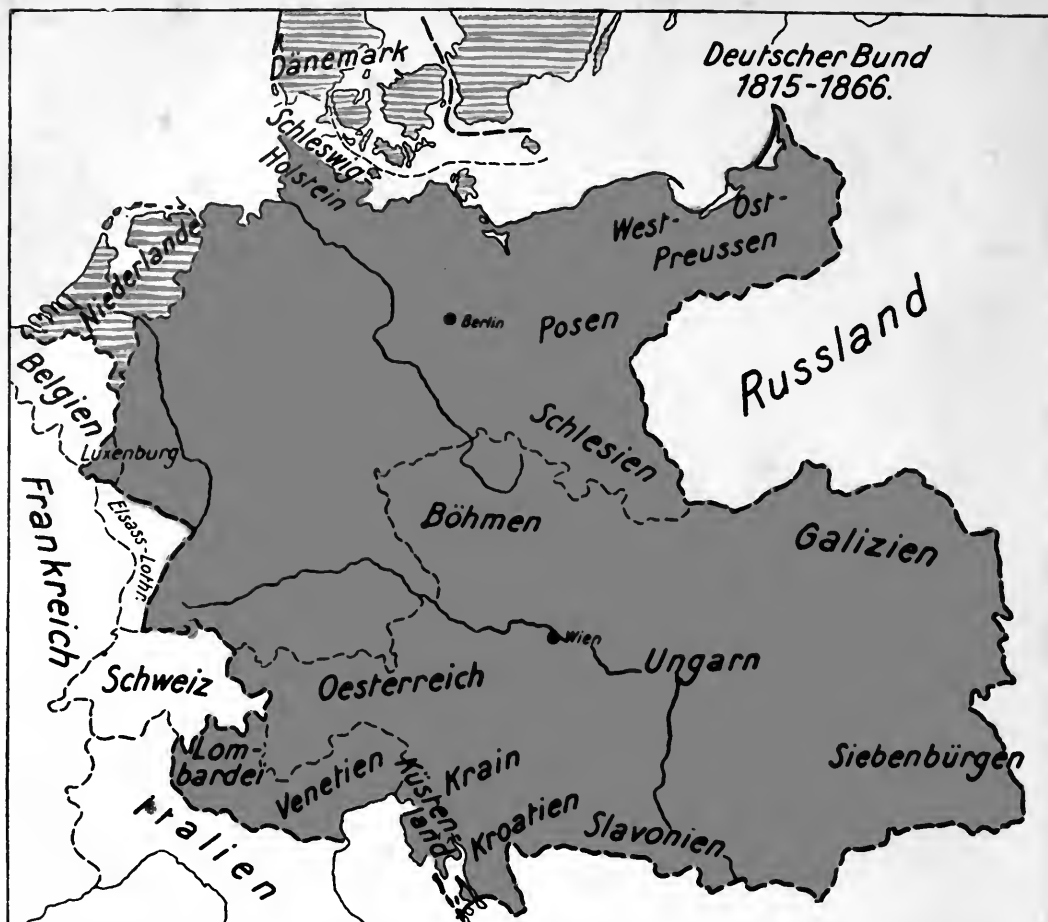 Deutscher Bund
1815-1866.
Dänemark
Schleswig-
Holstein
Niederlande
West-
Ost-
Preussen
Berlin
Posen
Russland
Belgien
Luxenburg
Schlesien
Frankreich
Elsass-Lothr.
Böhmen
Galizien
Wien
Ungarn
Schweiz
Oesterreich
Lom-
bardei
Venetien
Küsten-
land
Krain
Kroatien
Slavonien
Siebenbürgen
Italien